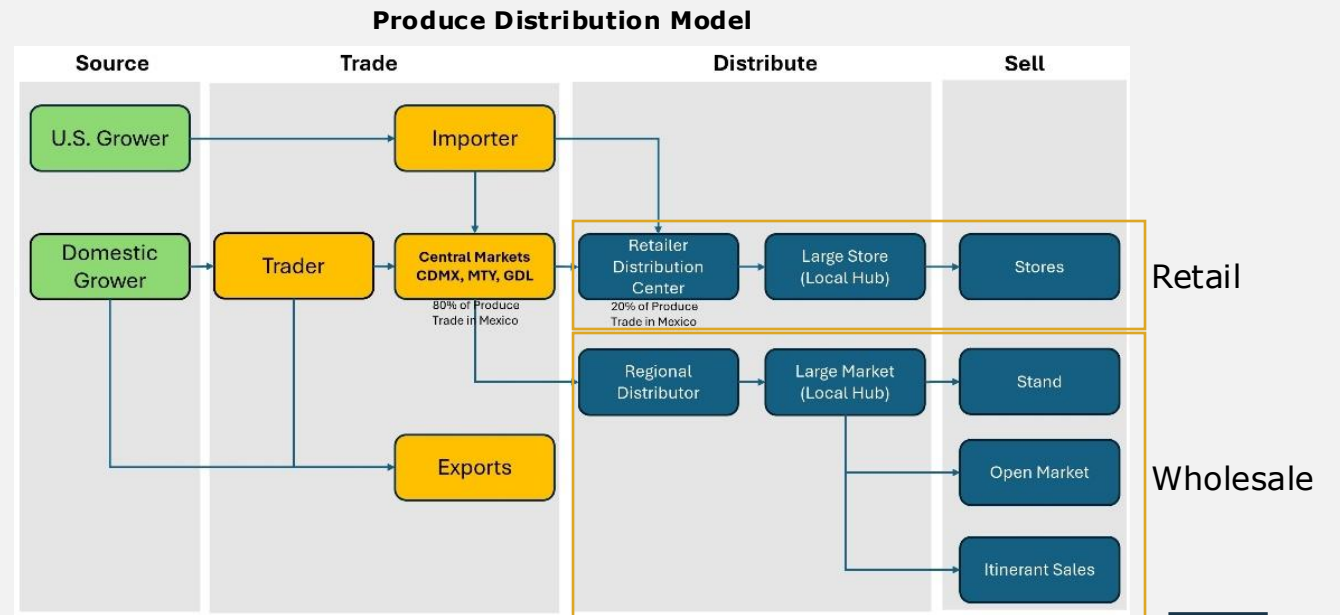 Produce Distribution Model
Source
Trade
Distribute
Sell
U.S. Grower
Importer
Domestic
Grower
Trader
Central Markets
CDMX, MTY, GDL
80% of Produce
Trade in Mexico
Retailer
Distribution
Center
20% of Produce
Trade in Mexico
Large Store
(Local Hub)
Stores
Retail
Regional
Distributor
Large Market
(Local Hub)
Stand
Exports
Open Market
Wholesale
Itinerant Sales